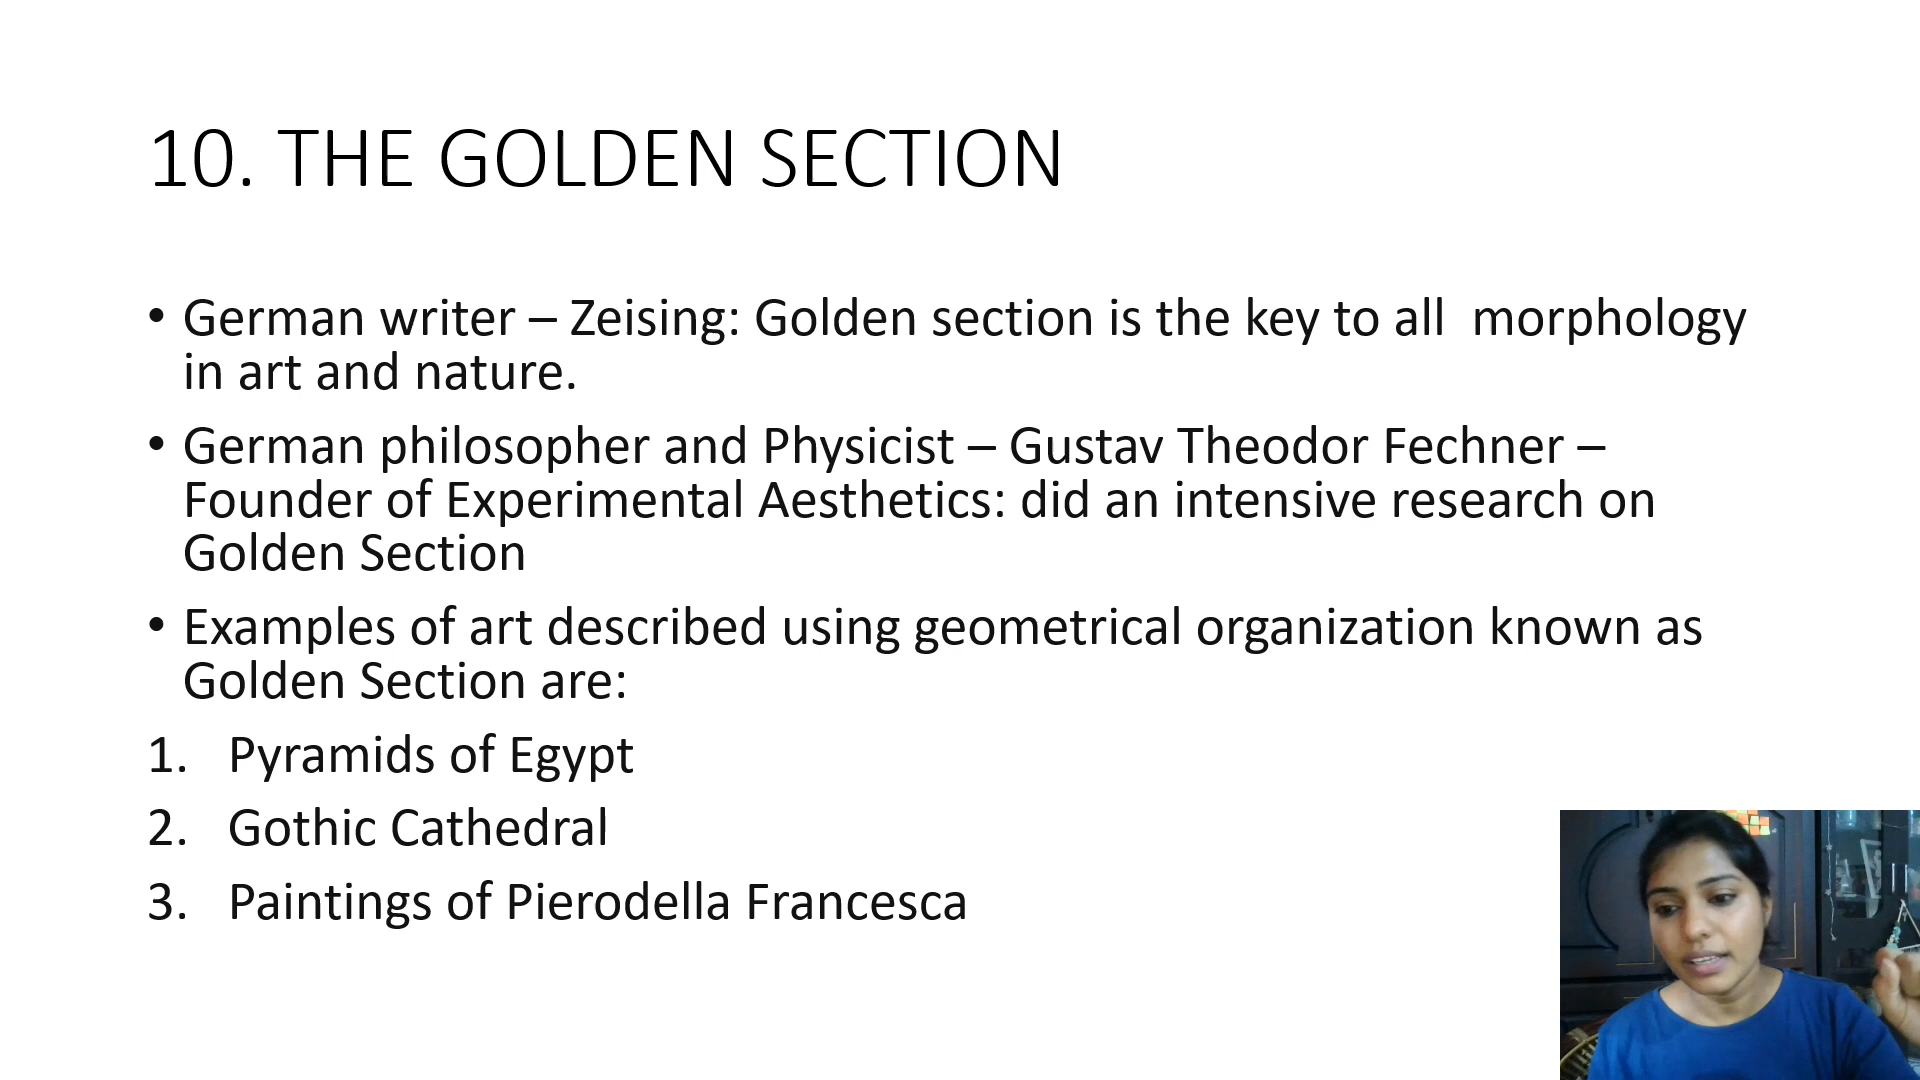 10. THE GOLDEN SECTION
• German writer – Zeising: Golden section is the key to all  morphology
in art and nature.
• German philosopher and Physicist – Gustav Theodor Fechner –
Founder of Experimental Aesthetics: did an intensive research on
Golden Section
• Examples of art described using geometrical organization known as
Golden Section are:
1. Pyramids of Egypt
2. Gothic Cathedral
3. Paintings of Pierodella Francesca